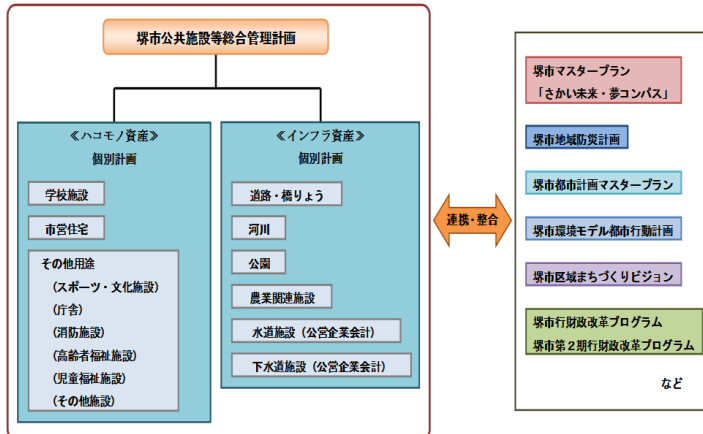 堺市公共施設等総合管理計画
≪ハコモノ資産≫
個別計画
学校施設
市営住宅
その他用途
(スポーツ・文化施設)
(庁舎)
(消防施設)
(高齢者福祉施設)
(児童福祉施設)
(その他施設)
≪インフラ資産≫
個別計画
道路・橋りょう
河川
公園
農業関連施設
水道施設（公営企業会計）
下水道施設（公営企業会計）
連携・整合
堺市マスタープラン
「さかい未来・夢コンパス」
堺市地域防災計画
堺市都市計画マスタープラン
堺市環境モデル都市行動計画
堺市区域まちづくりビジョン
堺市行財政改革プログラム
堺市第２期行財政改革プログラム
など